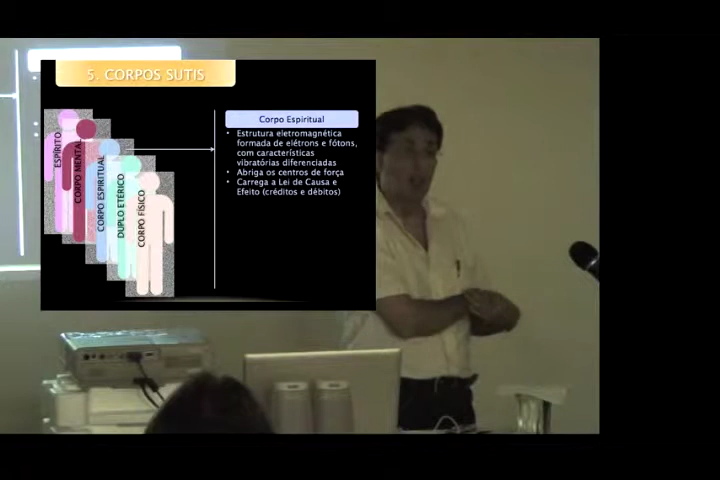 5. CORPOS SUTIS
ESPÍRITO
CORPO MENTAL
CORPO ESPIRITUAL
DUPLO ETÉRICO
CORPO FÍSICO
Corpo Espiritual
• Estrutura eletromagnética
formada de elétrons e fótons,
com características
vibratórias diferenciadas
• Abriga os centros de força
• Carrega a Lei de Causa e
Efeito (créditos e débitos)